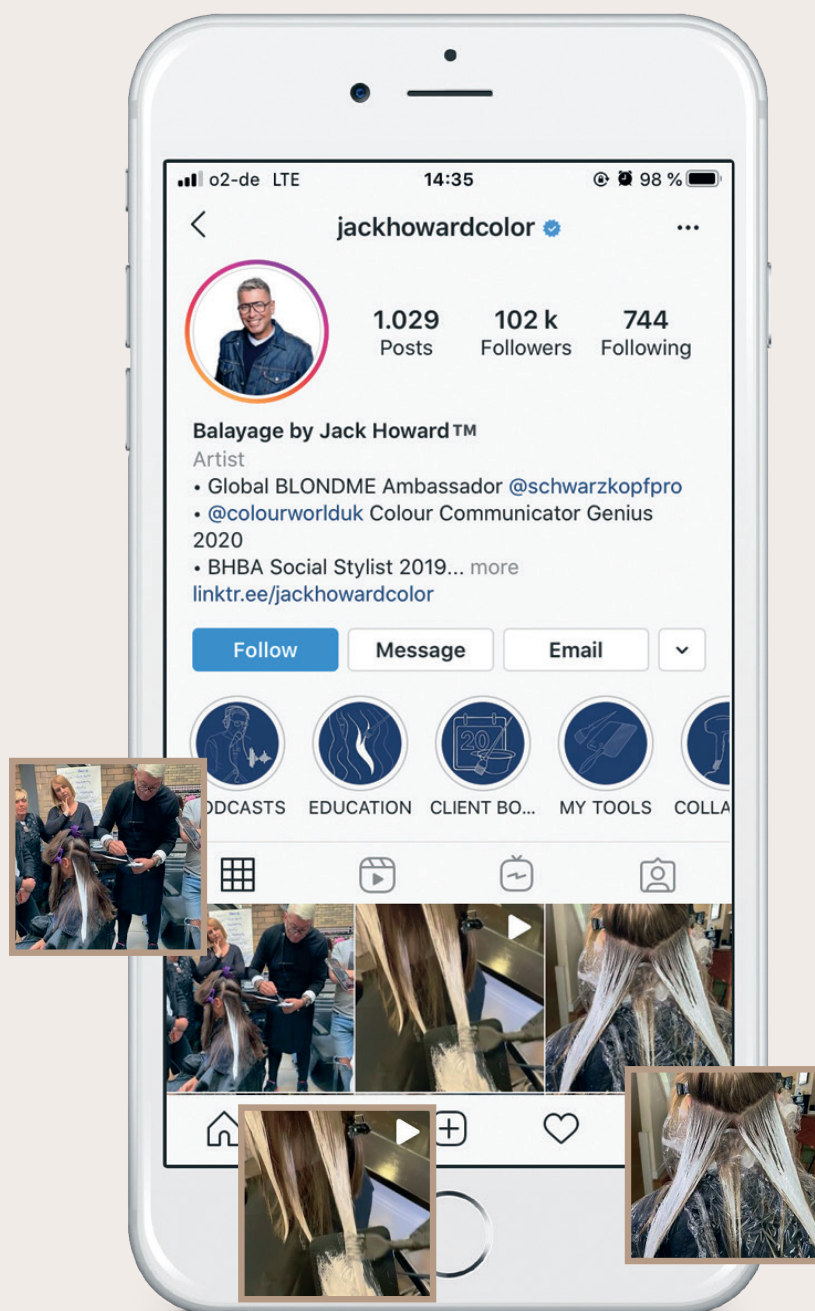 o2-de LTE 14:35 98 %
jackhowardcolor
1.029 102 k 744
Posts Followers Following
Balayage by Jack Howard™
Artist
• Global BLONDME Ambassador @schwarzkopfpro
• @colourworlduk Colour Communicator Genius
2020
• BHBA Social Stylist 2019... more
linktr.ee/jackhowardcolor
Follow Message Email
20
ODCASTS EDUCATION CLIENT BO... MY TOOLS COLLA